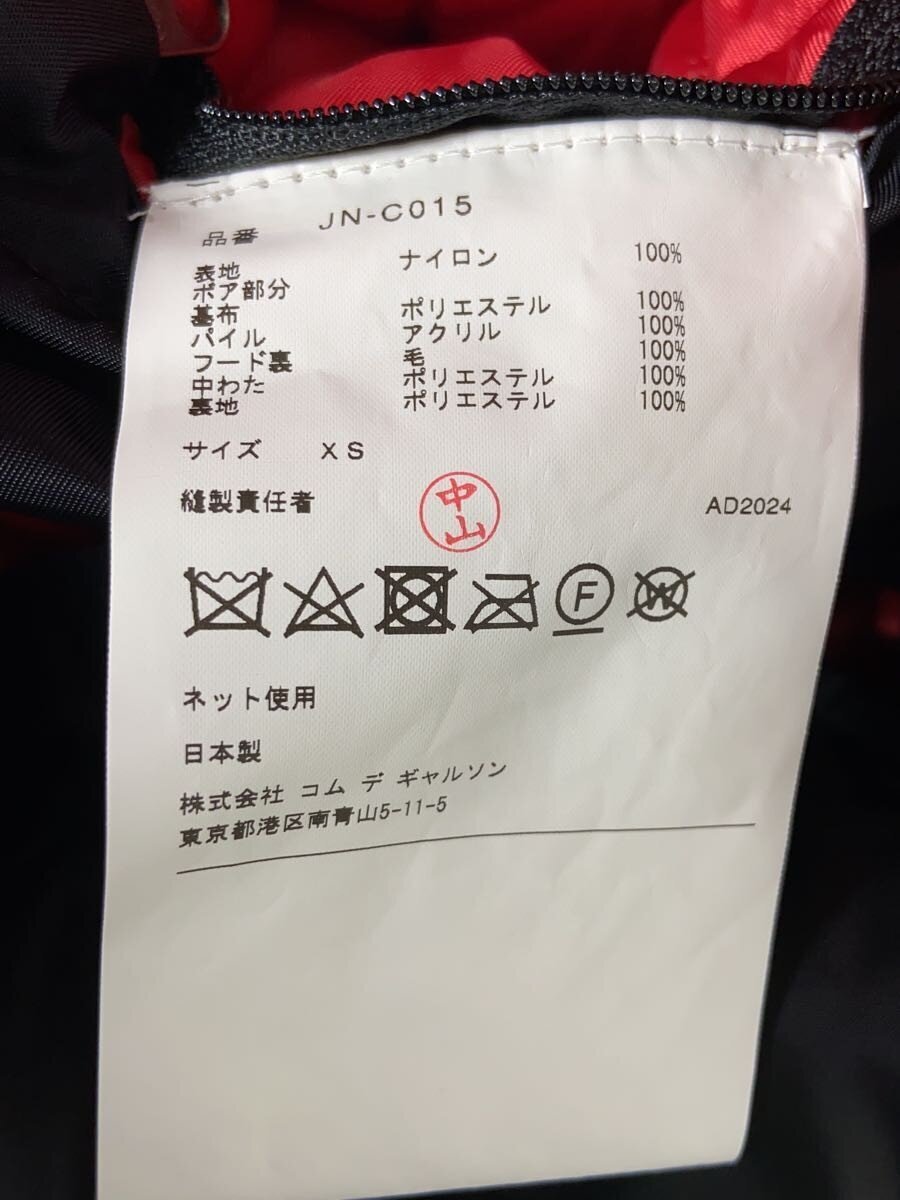 品番 JN-C015
表地 ナイロン 100%
ボア部分
基布 ポリエステル 100%
パイル アクリル 100%
フード裏 毛 100%
中わた ポリエステル 100%
裏地 ポリエステル 100%
サイズ XS
縫製責任者 中山 AD2024
F W
ネット使用
日本製
株式会社 コム デ ギャルソン
東京都港区南青山5-11-5